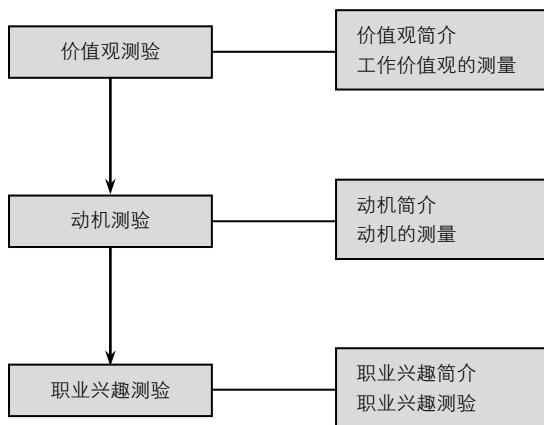 价值观测验
价值观简介
工作价值观的测量
动机测验
动机简介
动机的测量
职业兴趣测验
职业兴趣简介
职业兴趣测验